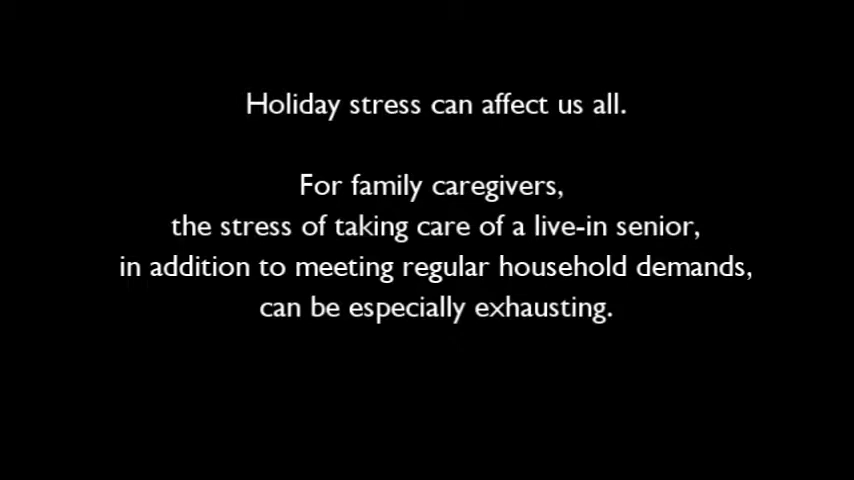 Holiday stress can affect us all.
For family caregivers,
the stress of taking care of a live-in senior,
in addition to meeting regular household demands,
can be especially exhausting.